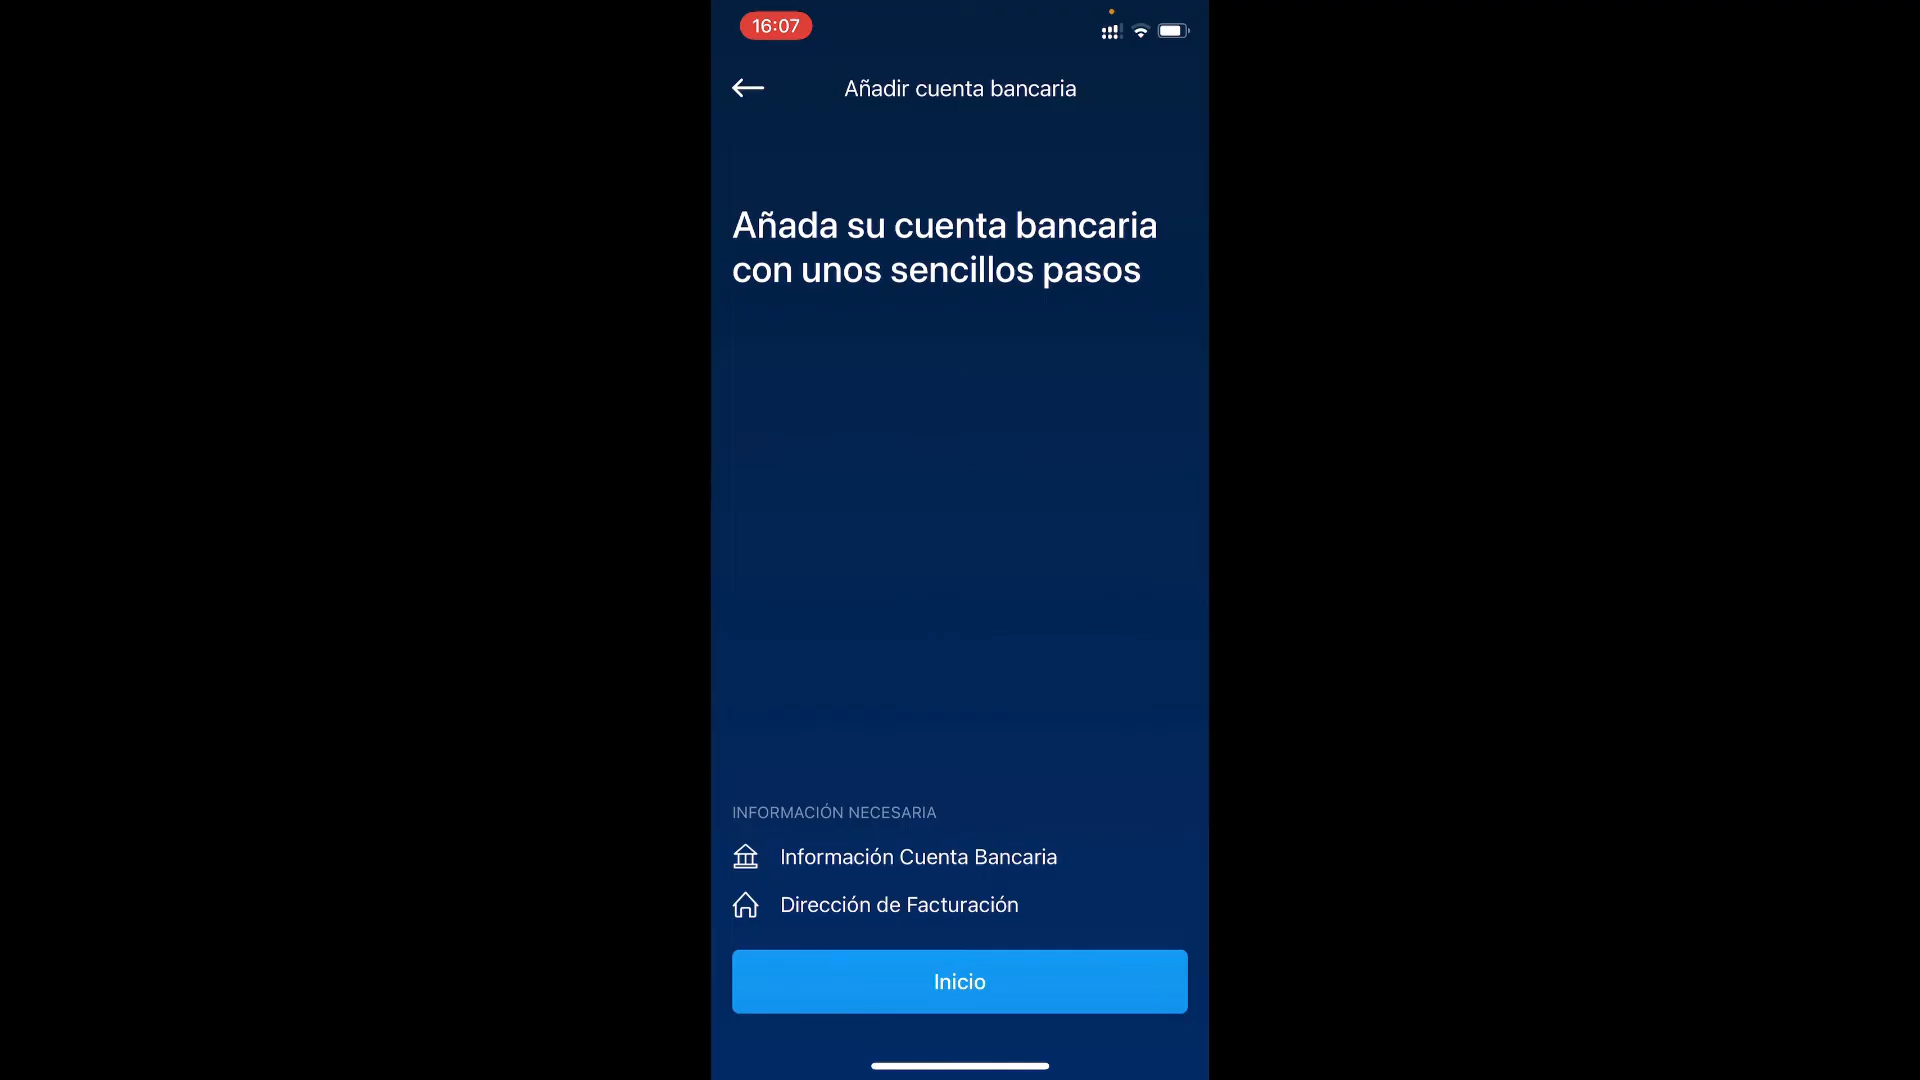 16:07
Añadir cuenta bancaria
Añada su cuenta bancaria
con unos sencillos pasos
INFORMACIÓN NECESARIA
Información Cuenta Bancaria
Dirección de Facturación
Inicio